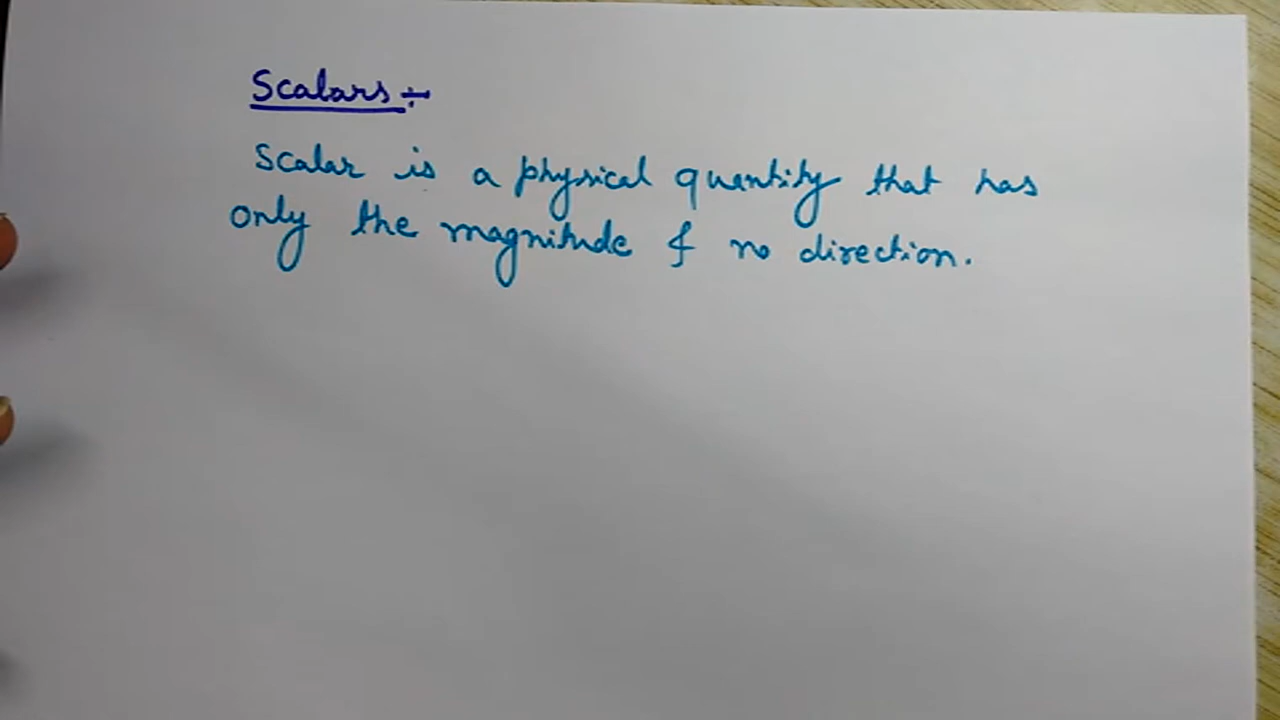 Scalars :-
Scalar is a physical quantity that has
only the magnitude & no direction.